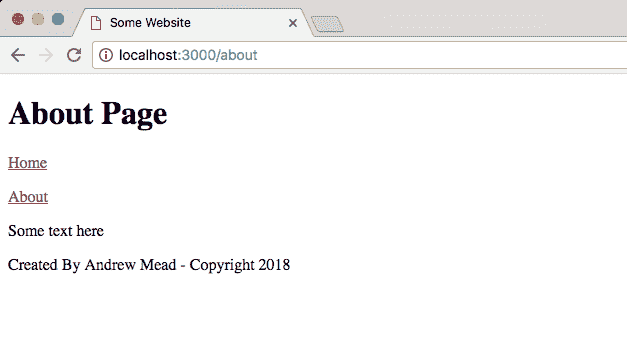 Some Website
localhost:3000/about
About Page
Home
About
Some text here
Created By Andrew Mead - Copyright 2018